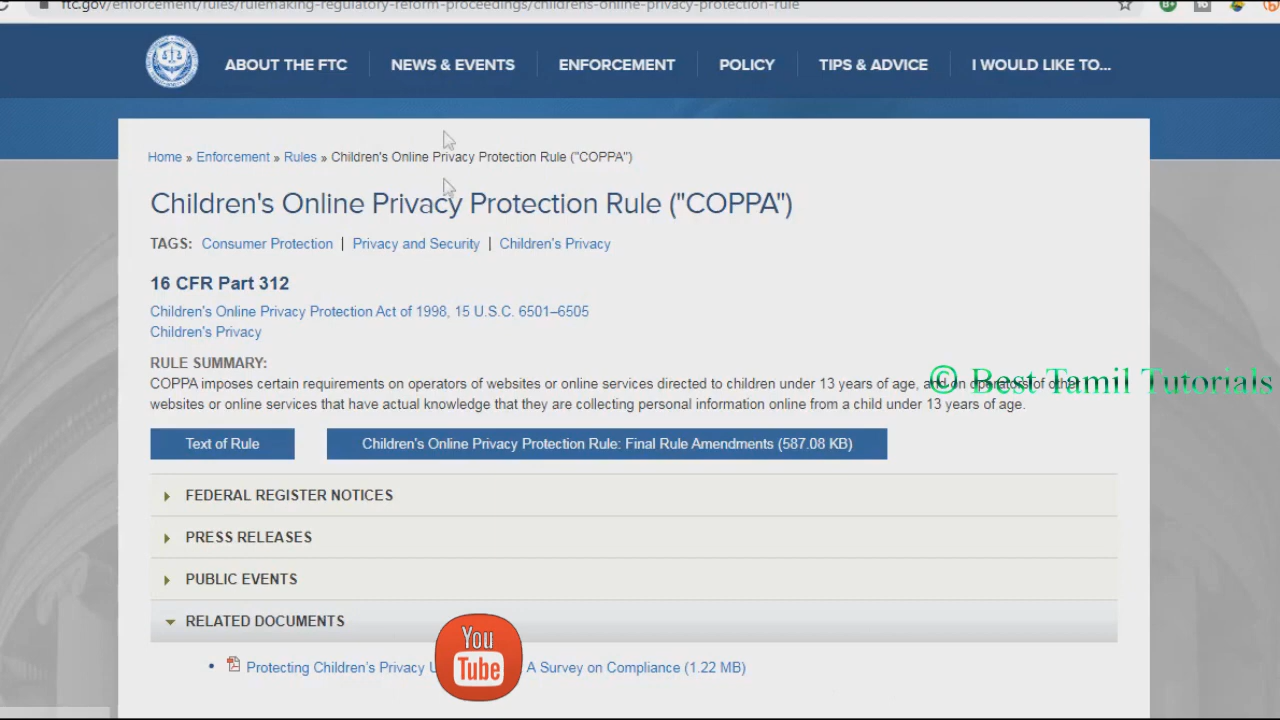 ftc.gov/enforcement/rules/rulemaking-regulatory-reform-proceedings/childrens-online-privacy-protection-rule
ABOUT THE FTC
NEWS & EVENTS
ENFORCEMENT
POLICY
TIPS & ADVICE
I WOULD LIKE TO...
Home » Enforcement » Rules » Children's Online Privacy Protection Rule ("COPPA")
Children's Online Privacy Protection Rule ("COPPA")
TAGS: Consumer Protection | Privacy and Security | Children's Privacy
16 CFR Part 312
Children's Online Privacy Protection Act of 1998, 15 U.S.C. 6501–6505
Children's Privacy
RULE SUMMARY:
COPPA imposes certain requirements on operators of websites or online services directed to children under 13 years of age, and on operators of other
© Best Tamil Tutorials
websites or online services that have actual knowledge that they are collecting personal information online from a child under 13 years of age.
Text of Rule
Children's Online Privacy Protection Rule: Final Rule Amendments (587.08 KB)
FEDERAL REGISTER NOTICES
PRESS RELEASES
PUBLIC EVENTS
RELATED DOCUMENTS
• Protecting Children's Privacy A Survey on Compliance (1.22 MB)
You
Tube